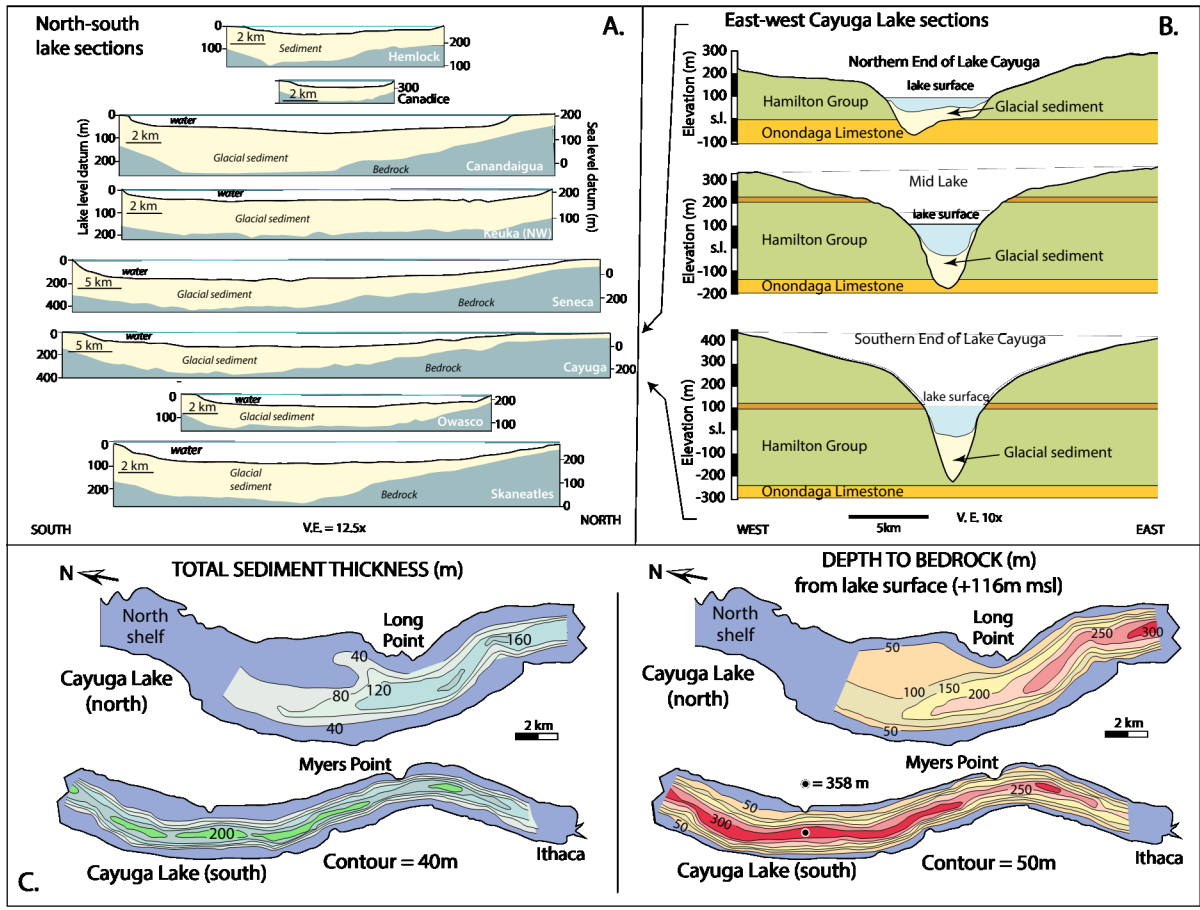 North-south
lake sections
A.
0
100
2 km
Sediment
Hemlock
200
100
2 km
300
Canadice
0
100
200
water
2 km
Glacial sediment
Bedrock
Canandaigua
200
100
0
Lake level datum (m)
Sea level datum (m)
0
100
200
water
2 km
Glacial sediment
Keuka (NW)
200
100
0
200
400
water
5 km
Glacial sediment
Bedrock
Seneca
0
200
0
200
400
water
5 km
Glacial sediment
Bedrock
Cayuga
0
200
0
100
water
2 km
Glacial sediment
Owasco
200
100
0
100
200
water
2 km
Glacial
sediment
Bedrock
Skaneatles
200
100
0
SOUTH
V.E. = 12.5x
NORTH
East-west Cayuga Lake sections
B.
Elevation (m)
300
200
100
s.l.
-100
Northern End of Lake Cayuga
lake surface
Hamilton Group
Glacial sediment
Onondaga Limestone
Elevation (m)
300
200
100
s.l.
-100
-200
Mid Lake
lake surface
Hamilton Group
Glacial sediment
Onondaga Limestone
Elevation (m)
400
300
200
100
s.l.
-100
-200
-300
Southern End of Lake Cayuga
lake surface
Hamilton Group
Glacial sediment
Onondaga Limestone
WEST
5km
V. E. 10x
EAST
N
TOTAL SEDIMENT THICKNESS (m)
North
shelf
Long
Point
160
40
80
120
40
Cayuga Lake
(north)
2 km
Myers Point
200
Ithaca
Cayuga Lake (south)
Contour = 40m
C.
N
DEPTH TO BEDROCK (m)
from lake surface (+116m msl)
North
shelf
Long
Point
50
250
300
100
150
200
50
Cayuga Lake
(north)
2 km
Myers Point
= 358 m
50
300
50
250
Ithaca
Cayuga Lake (south)
Contour = 50m